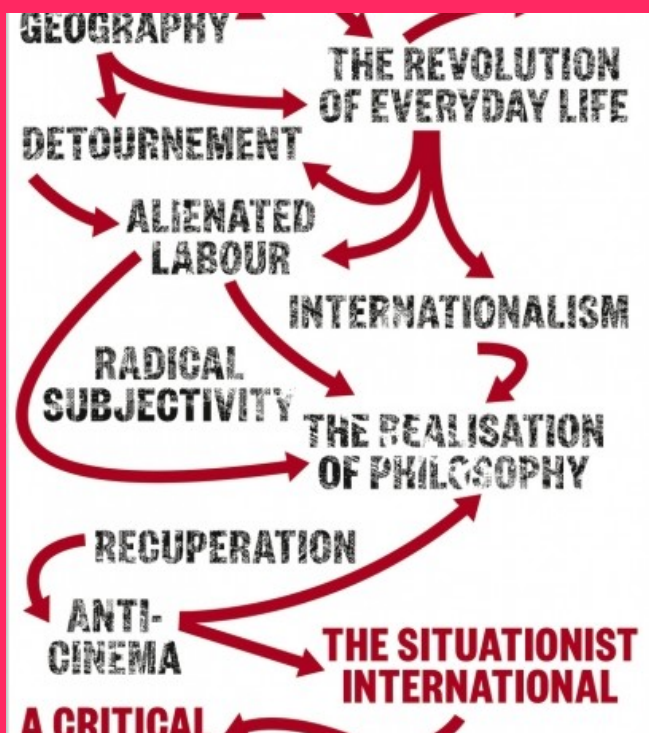 GEOGRAPHY
THE REVOLUTION
OF EVERYDAY LIFE
DETOURNEMENT
ALIENATED
LABOUR
INTERNATIONALISM
RADICAL
SUBJECTIVITY
THE REALISATION
OF PHILOSOPHY
RECUPERATION
ANTI-
CINEMA
THE SITUATIONIST
INTERNATIONAL
A CRITICAL